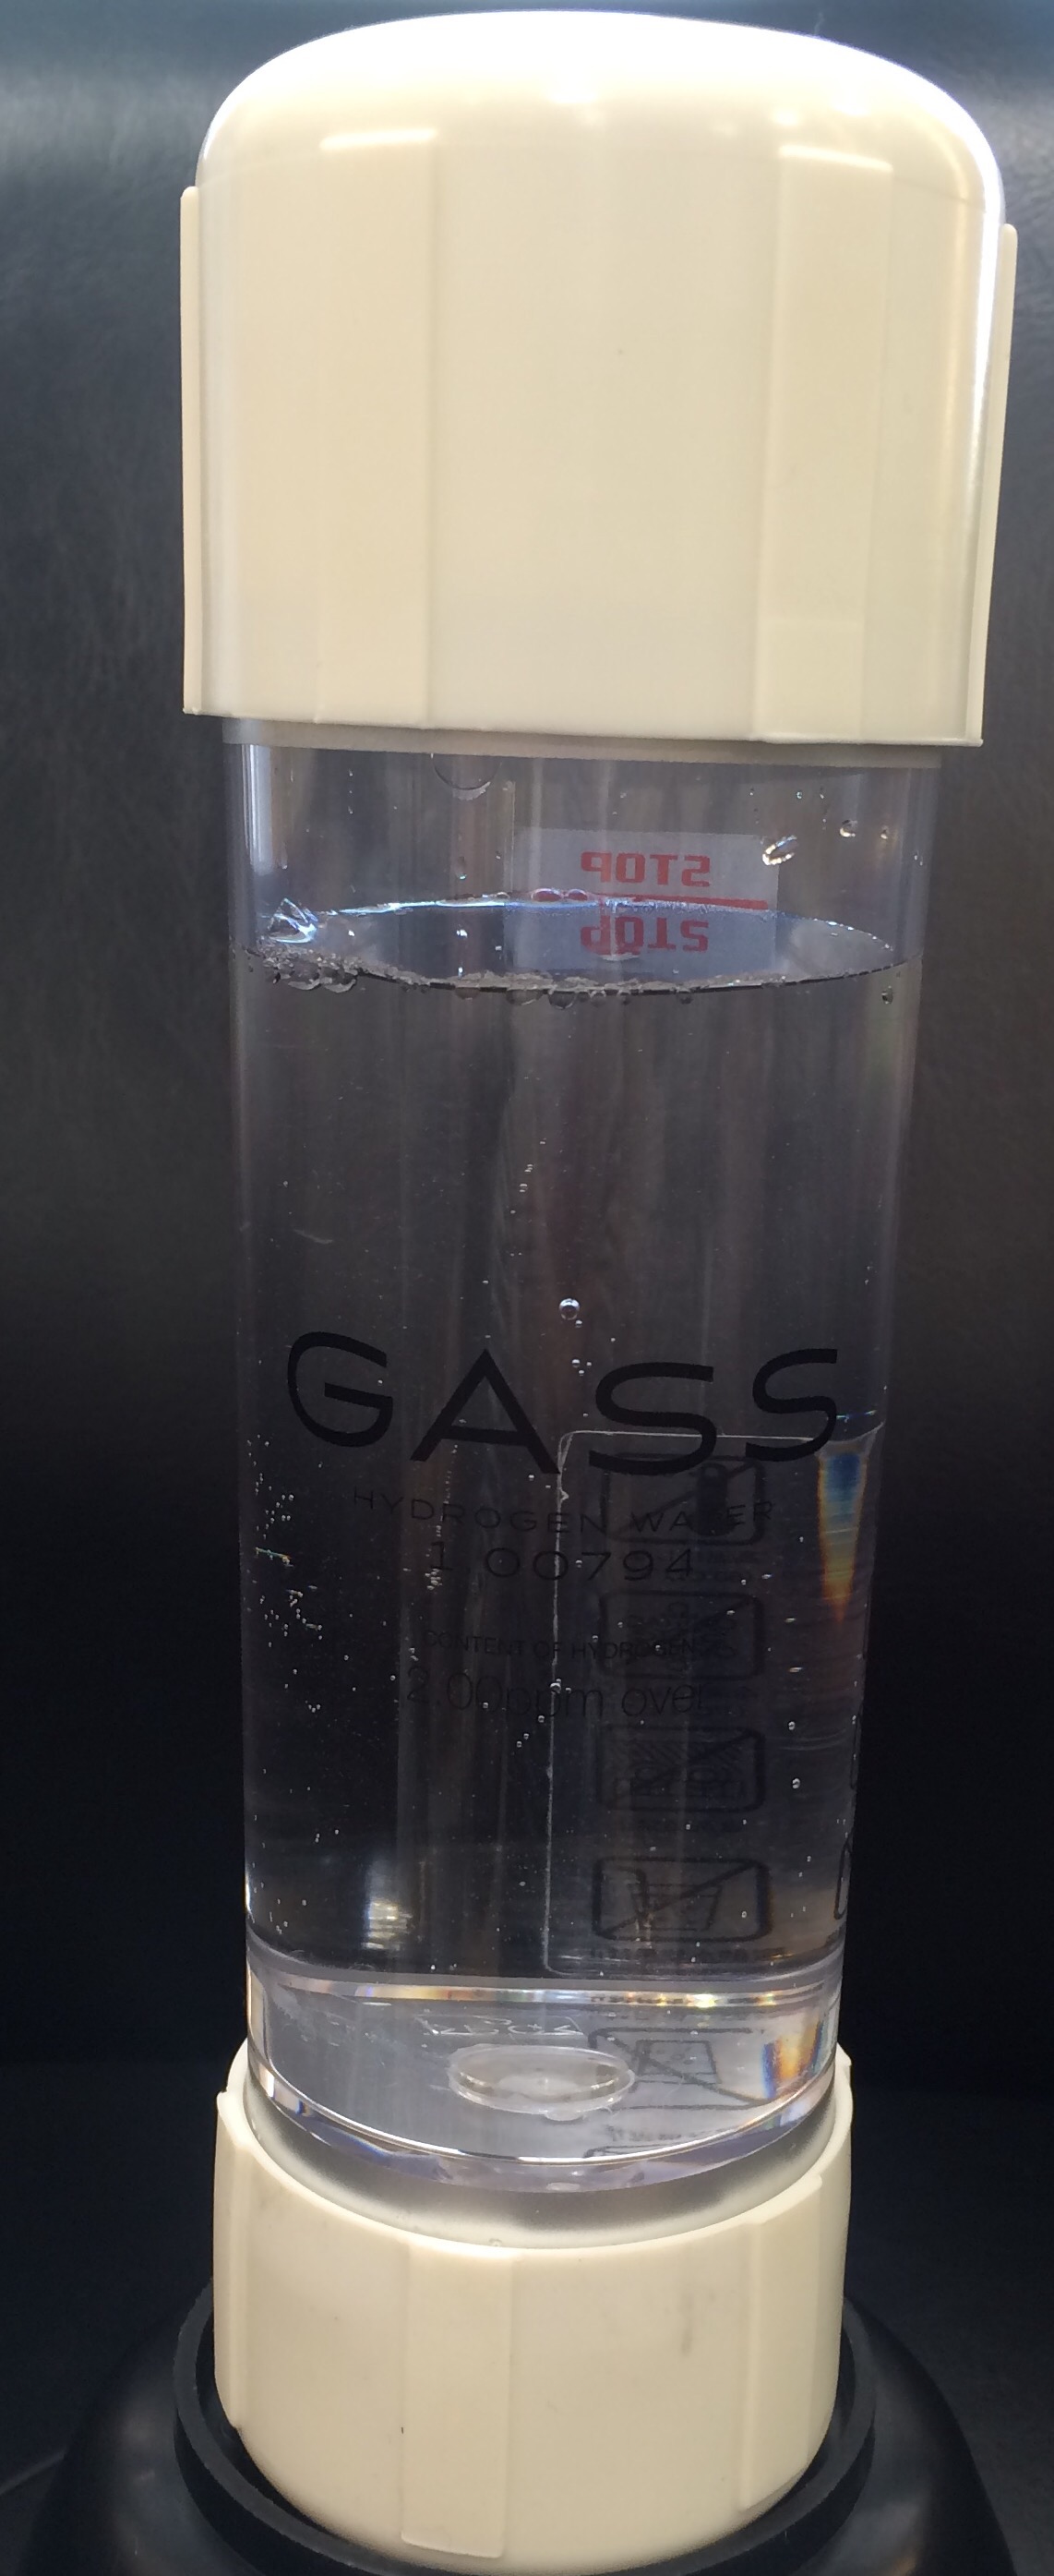 STOP
STOP
GASS
HYDROGEN WATER
1.00794
CONTENT OF HYDROGEN
2.00ppm over